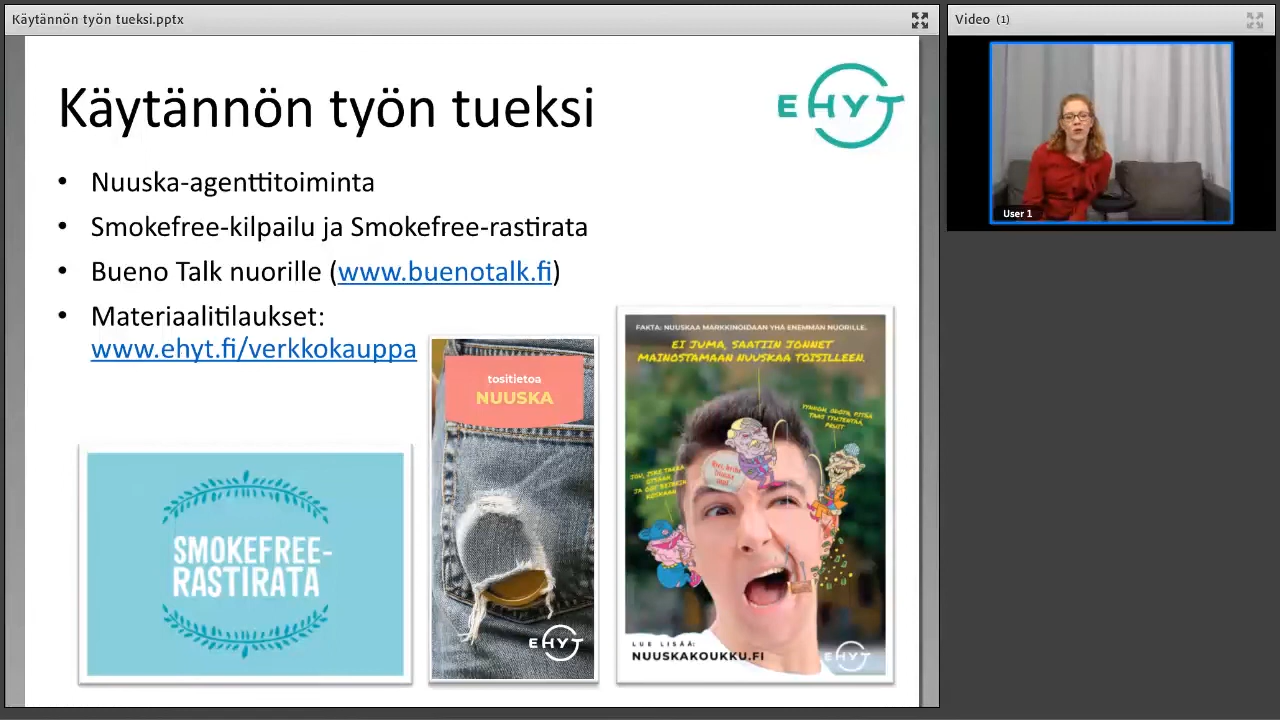 Käytännön työn tueksi.pptx
Video (1)
Käytännön työn tueksi
EHYT
• Nuuska-agenttitoiminta
• Smokefree-kilpailu ja Smokefree-rastirata
• Bueno Talk nuorille (www.buenotalk.fi)
• Materiaalitilaukset:
www.ehyt.fi/verkkokauppa
SMOKEFREE-
RASTIRATA
tositietoa
NUUSKA
EHYT
FAKTA: NUUSKAA MARKKINOIDAAN YHÄ ENEMMÄN NUORILLE.
EI JUMA, SAATIIN JONNET
MAINOSTAMAAN NUUSKAA TOISILLEEN.
LUE LISÄÄ:
NUUSKAKOUKKU.FI
EHYT
User 1